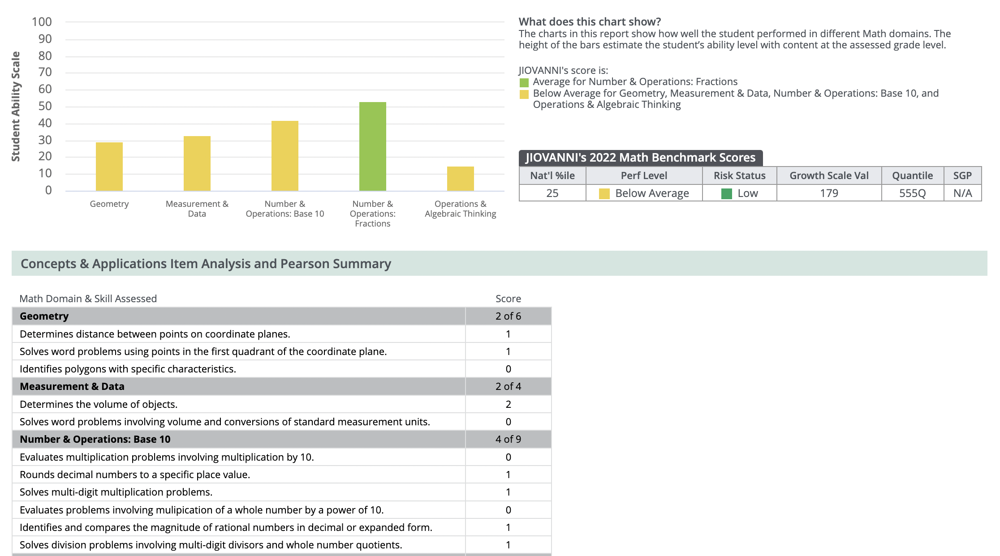 100
90
80
70
60
50
40
30
20
10
0
Student Ability Scale
Geometry
Measurement &
Data
Number &
Operations: Base 10
Number &
Operations:
Fractions
Operations &
Algebraic Thinking
What does this chart show?
The charts in this report show how well the student performed in different Math domains. The
height of the bars estimate the student’s ability level with content at the assessed grade level.
JIOVANNI's score is:
Average for Number & Operations: Fractions
Below Average for Geometry, Measurement & Data, Number & Operations: Base 10, and
Operations & Algebraic Thinking
JIOVANNI's 2022 Math Benchmark Scores
Nat'l %ile Perf Level Risk Status Growth Scale Val Quantile SGP
25 Below Average Low 179 555Q N/A
Concepts & Applications Item Analysis and Pearson Summary
Math Domain & Skill Assessed Score
Geometry 2 of 6
Determines distance between points on coordinate planes. 1
Solves word problems using points in the first quadrant of the coordinate plane. 1
Identifies polygons with specific characteristics. 0
Measurement & Data 2 of 4
Determines the volume of objects. 2
Solves word problems involving volume and conversions of standard measurement units. 0
Number & Operations: Base 10 4 of 9
Evaluates multiplication problems involving multiplication by 10. 0
Rounds decimal numbers to a specific place value. 1
Solves multi-digit multiplication problems. 1
Evaluates problems involving mulipication of a whole number by a power of 10. 0
Identifies and compares the magnitude of rational numbers in decimal or expanded form. 1
Solves division problems involving multi-digit divisors and whole number quotients. 1